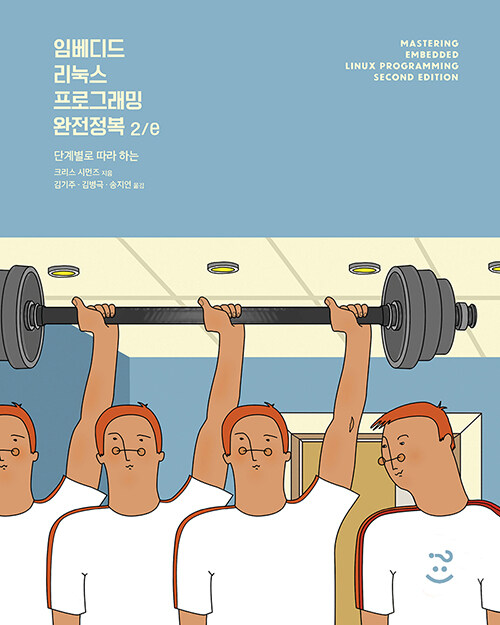 임베디드
리눅스
프로그래밍
완전정복 2/e
단계별로 따라 하는
크리스 시먼즈 지음
김기주 · 김병극 · 송지연 옮김
MASTERING
EMBEDDED
LINUX PROGRAMMING
SECOND EDITION